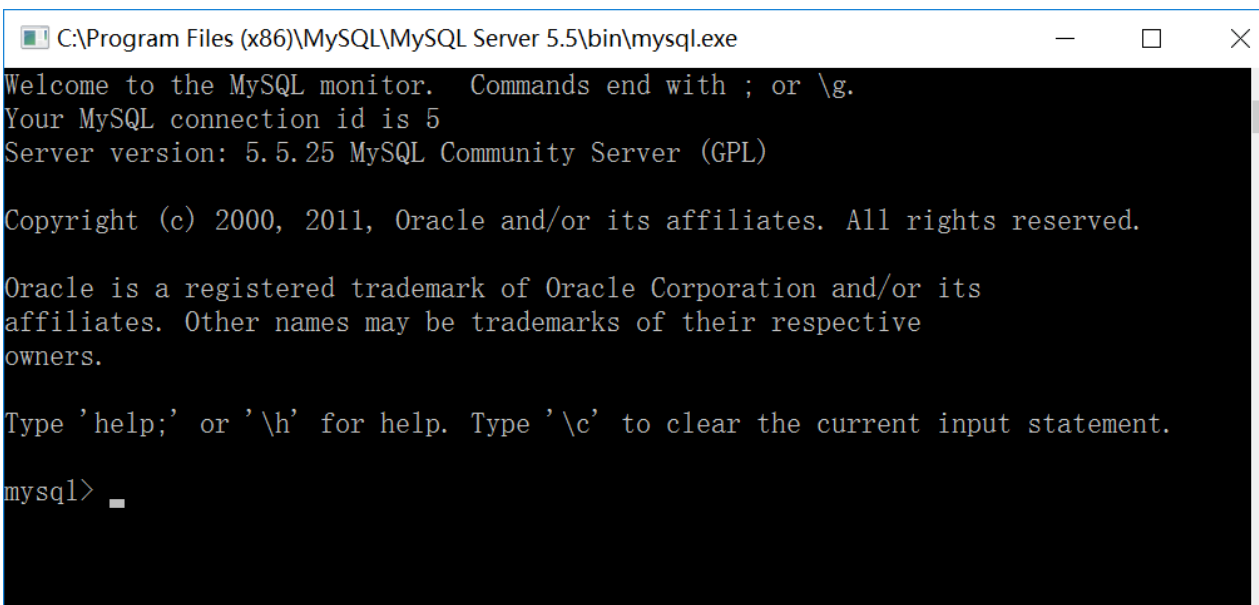 C:\Program Files (x86)\MySQL\MySQL Server 5.5\bin\mysql.exe
Welcome to the MySQL monitor.  Commands end with ; or \g.
Your MySQL connection id is 5
Server version: 5.5.25 MySQL Community Server (GPL)
Copyright (c) 2000, 2011, Oracle and/or its affiliates. All rights reserved.
Oracle is a registered trademark of Oracle Corporation and/or its
affiliates. Other names may be trademarks of their respective
owners.
Type 'help;' or '\h' for help. Type '\c' to clear the current input statement.
mysql> _